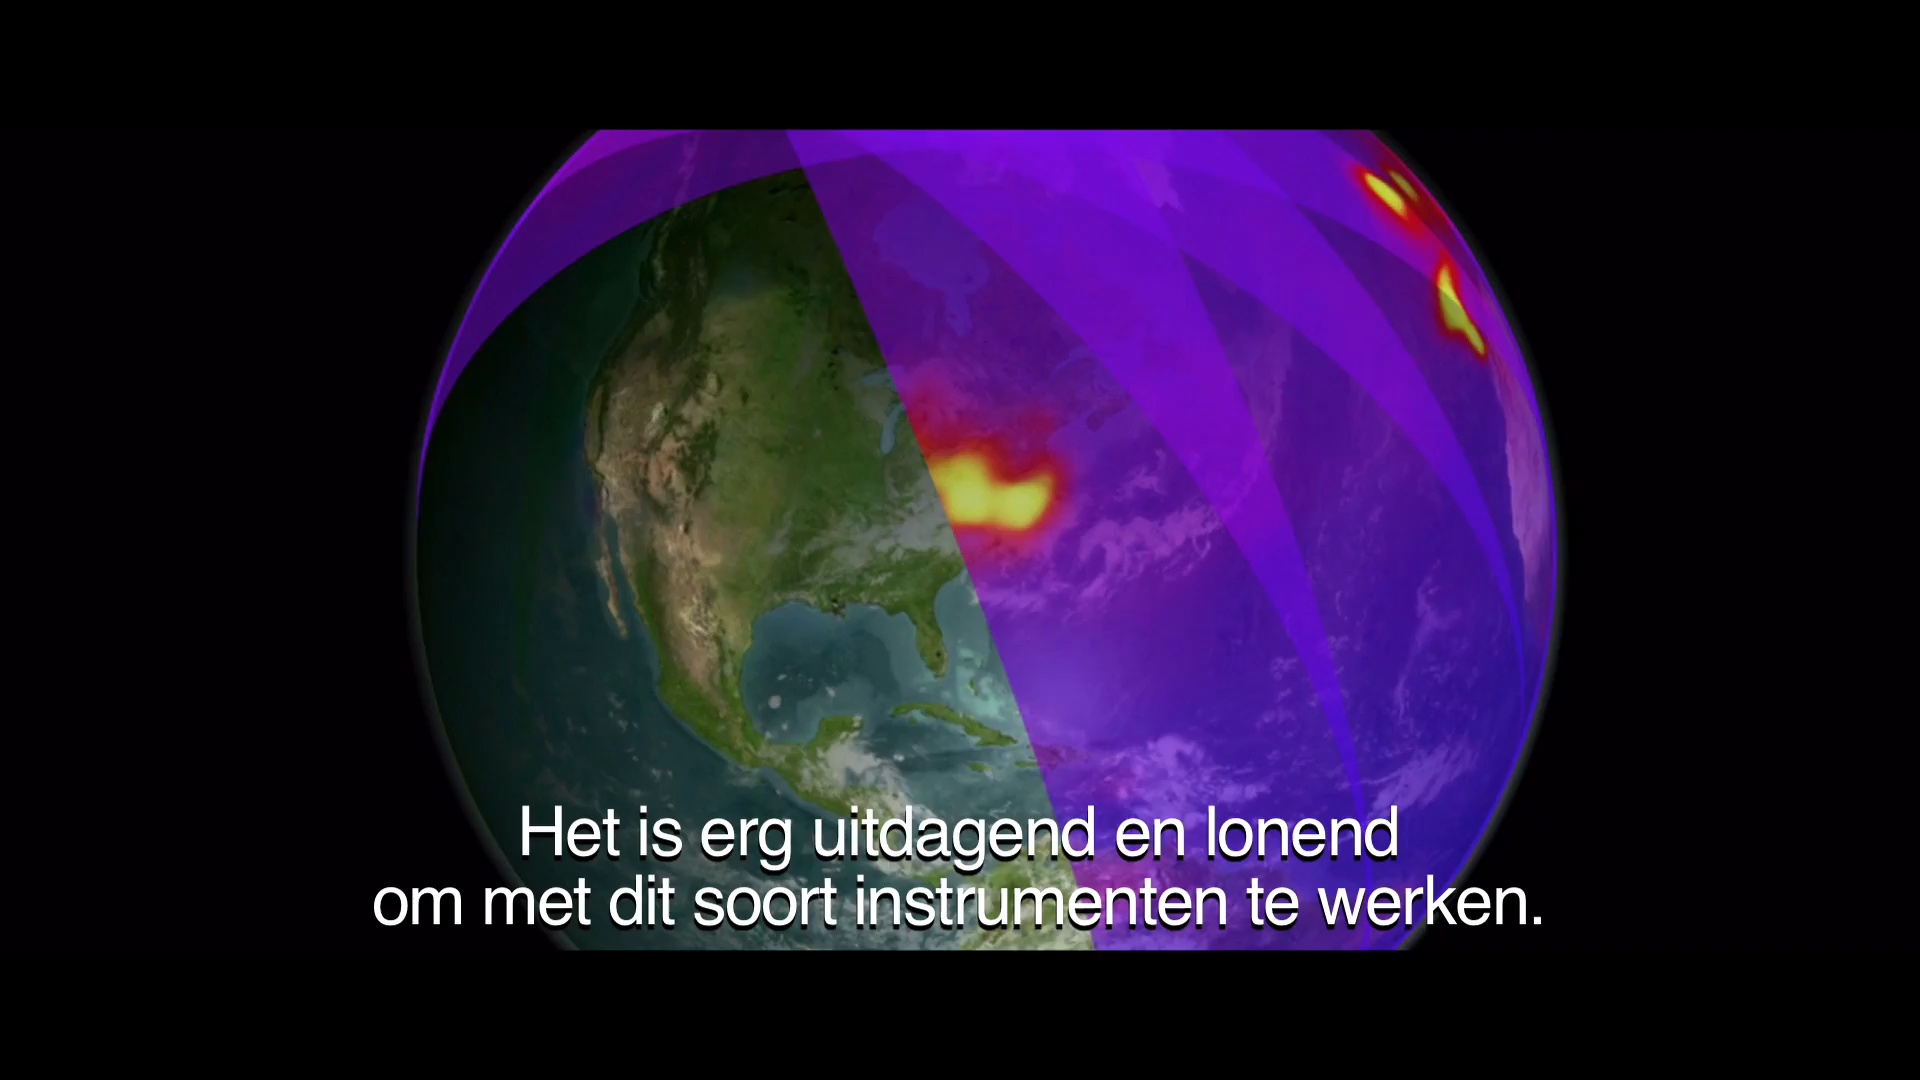 Het is erg uitdagend en lonend
om met dit soort instrumenten te werken.